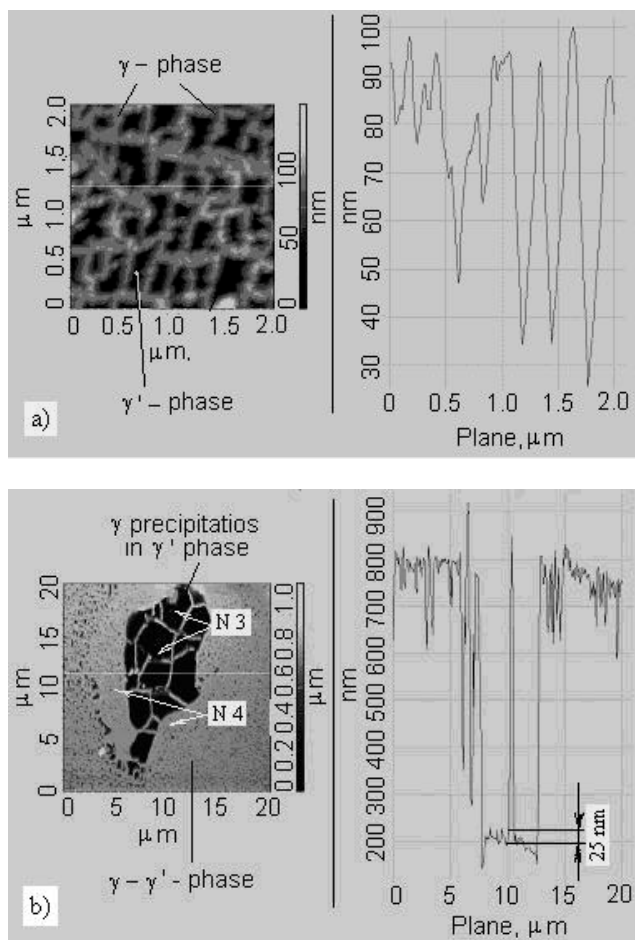 γ - phase
μm
2.0
1.5
1.0
0.5
0
0 0.5 1.0 1.5 2.0
μm.
γ' - phase
100
50
0
nm
a)
100
90
80
70
60
50
40
30
nm
0 0.5 1.0 1.5 2.0
Plane, μm
γ precipitatios
in γ' phase
N 3
N 4
μm
20
15
10
5
0
0 5 10 15 20
μm
γ - γ' - phase
1.0
0.8
0.6
0.4
0.2
0
μm
b)
900
800
700
600
500
400
300
200
nm
25 nm
0 5 10 15 20
Plane, μm